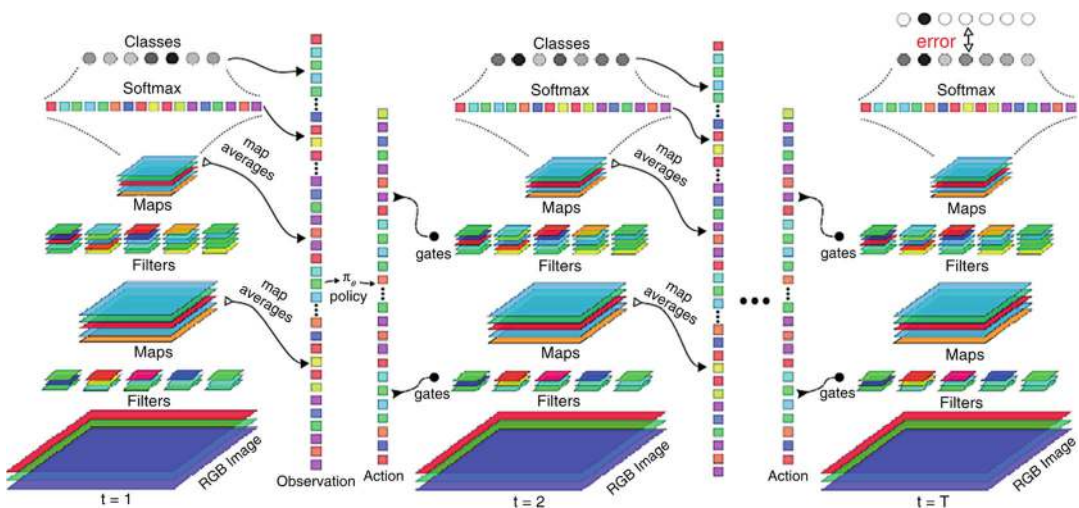 Classes
Softmax
map
averages
Maps
Filters
map
averages
Maps
Filters
RGB Image
t = 1
Observation
πθ
policy
Action
Classes
Softmax
map
averages
Maps
gates
Filters
map
averages
Maps
gates
Filters
RGB Image
t = 2
Action
error
Softmax
Maps
gates
Filters
Maps
gates
Filters
RGB Image
t = T